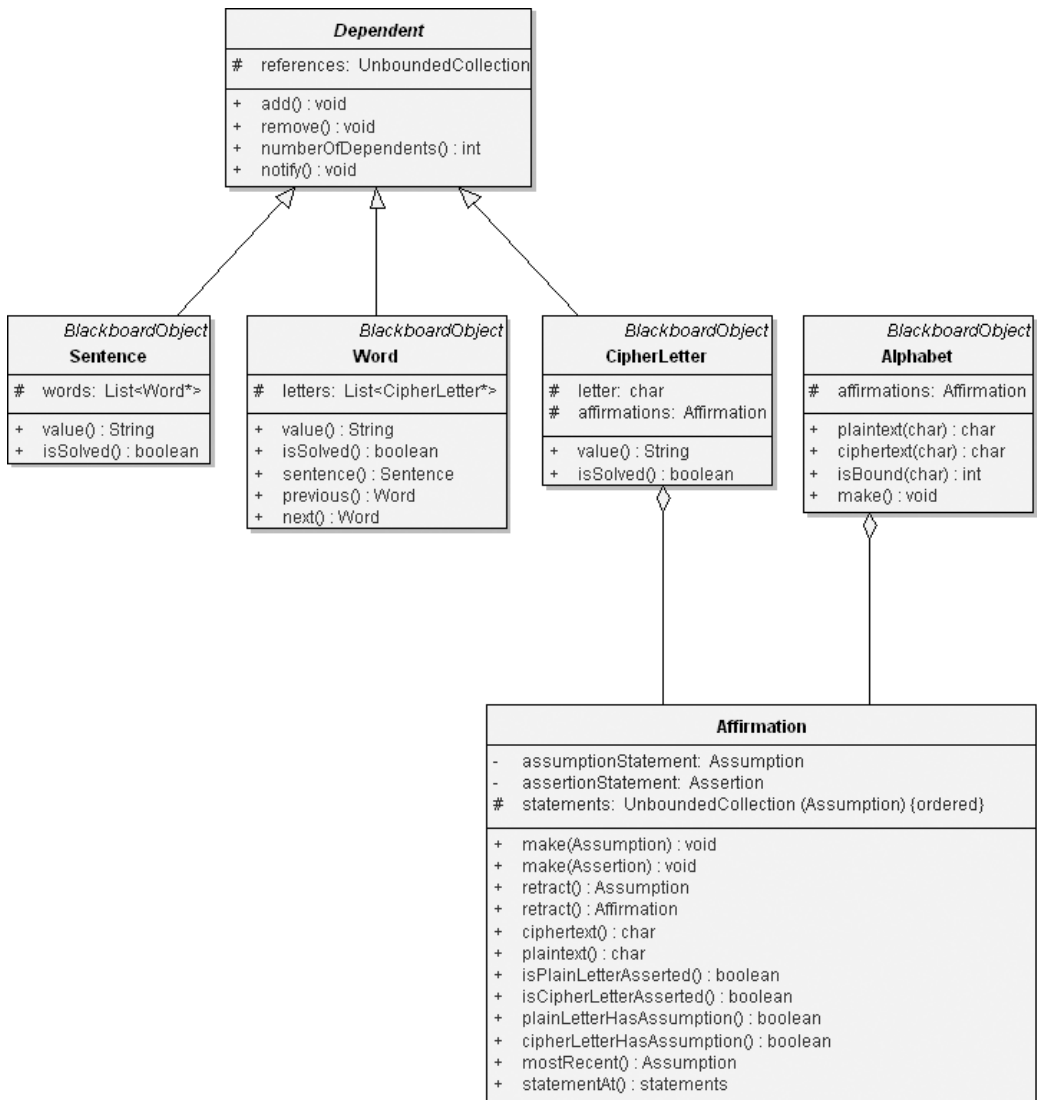 Dependent
# references: UnboundedCollection
+ add() : void
+ remove() : void
+ numberOfDependents() : int
+ notify() : void
BlackboardObject
Sentence
# words: List<Word*>
+ value() : String
+ isSolved() : boolean
BlackboardObject
Word
# letters: List<CipherLetter*>
+ value() : String
+ isSolved() : boolean
+ sentence() : Sentence
+ previous() : Word
+ next() : Word
BlackboardObject
CipherLetter
# letter: char
# affirmations: Affirmation
+ value() : String
+ isSolved() : boolean
BlackboardObject
Alphabet
# affirmations: Affirmation
+ plaintext(char) : char
+ ciphertext(char) : char
+ isBound(char) : int
+ make() : void
Affirmation
- assumptionStatement: Assumption
- assertionStatement: Assertion
# statements: UnboundedCollection (Assumption) {ordered}
+ make(Assumption) : void
+ make(Assertion) : void
+ retract() : Assumption
+ retract() : Affirmation
+ ciphertext() : char
+ plaintext() : char
+ isPlainLetterAsserted() : boolean
+ isCipherLetterAsserted() : boolean
+ plainLetterHasAssumption() : boolean
+ cipherLetterHasAssumption() : boolean
+ mostRecent() : Assumption
+ statementAt() : statements